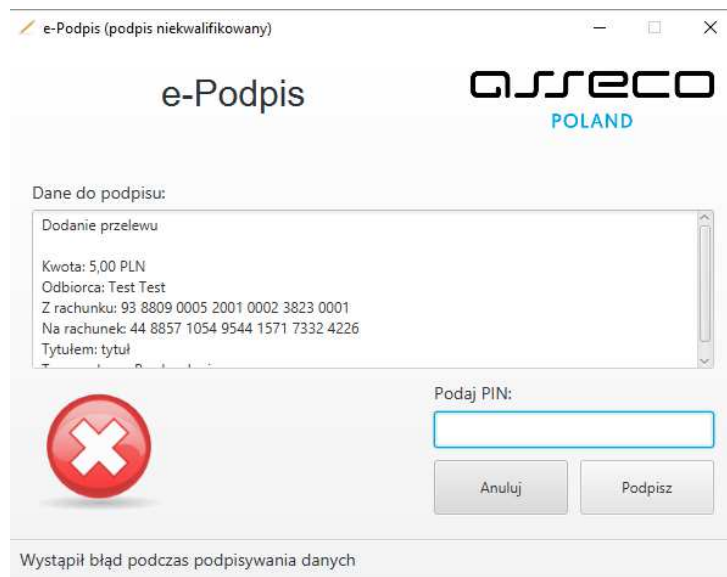 e-Podpis (podpis niekwalifikowany)
e-Podpis
asseco
POLAND
Dane do podpisu:
Dodanie przelewu
Kwota: 5,00 PLN
Odbiorca: Test Test
Z rachunku: 93 8809 0005 2001 0002 3823 0001
Na rachunek: 44 8857 1054 9544 1571 7332 4226
Tytułem: tytuł
Podaj PIN:
Anuluj
Podpisz
Wystąpił błąd podczas podpisywania danych